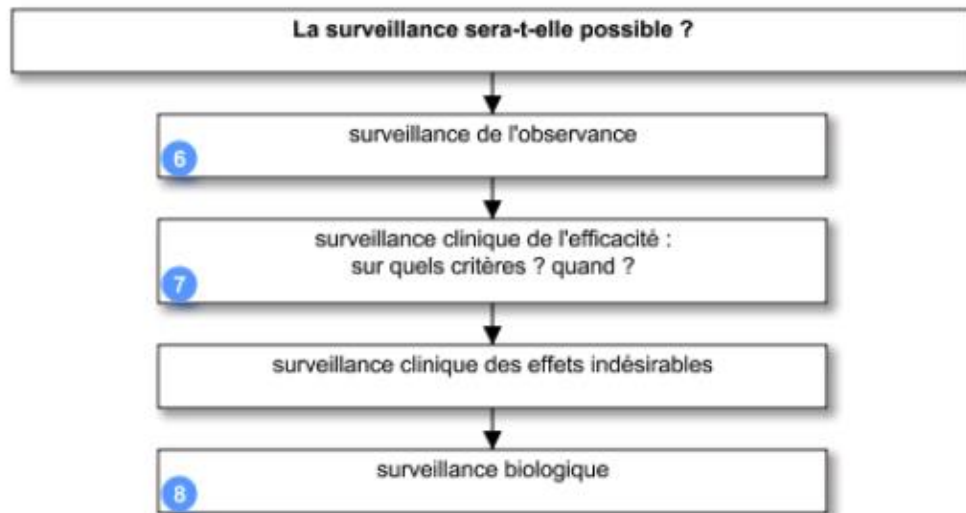 La surveillance sera-t-elle possible ?
surveillance de l'observance
6
surveillance clinique de l'efficacité :
sur quels critères ? quand ?
7
surveillance clinique des effets indésirables
surveillance biologique
8